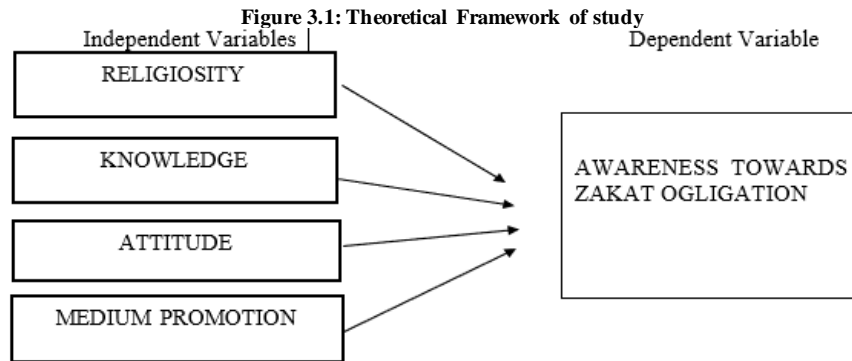 Figure 3.1: Theoretical Framework of study
Independent Variables
Dependent Variable
RELIGIOSITY
KNOWLEDGE
ATTITUDE
MEDIUM PROMOTION
AWARENESS TOWARDS
ZAKAT OGLIGATION